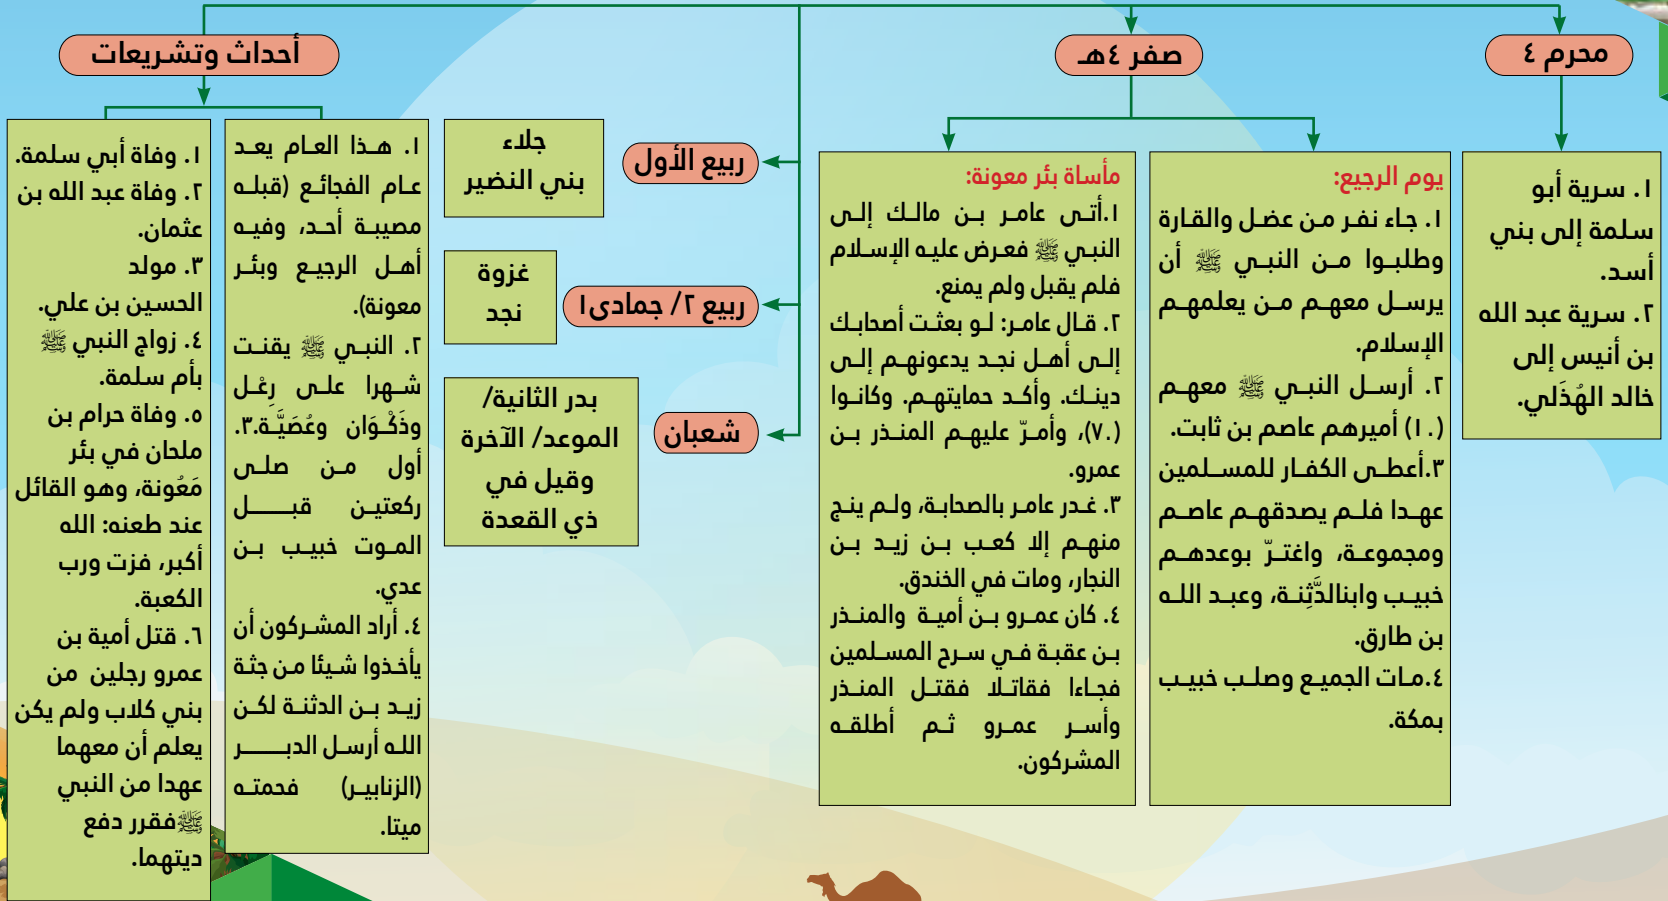 محرم ٤
١. سرية أبو
سلمة إلى بني
أسد.
٢. سرية عبد الله
بن أنيس إلى
خالد الهُذَلي.
صفر ٤هـ
يوم الرجيع:
١. جاء نفر من عضل والقارة
وطلبوا من النبي ﷺ أن
يرسل معهم من يعلمهم
الإسلام.
٢. أرسل النبي ﷺ معهم
(١٠) أميرهم عاصم بن ثابت.
٣.أعطى الكفار للمسلمين
عهدا فلم يصدقهم عاصم
ومجموعة، واغترّ بوعدهم
خبيب وابنالدَّثِنة، وعبد الله
بن طارق.
٤.مات الجميع وصلب خبيب
بمكة.
مأساة بئر معونة:
١.أتى عامر بن مالك إلى
النبي ﷺ فعرض عليه الإسلام
فلم يقبل ولم يمنع.
٢. قال عامر: لو بعثت أصحابك
إلى أهل نجد يدعونهم إلى
دينك. وأكد حمايتهم. وكانوا
(٧٠)، وأمرّ عليهم المنذر بن
عمرو.
٣. غدر عامر بالصحابة، ولم ينج
منهم إلا كعب بن زيد بن
النجار، ومات في الخندق.
٤. كان عمرو بن أمية والمنذر
بن عقبة في سرح المسلمين
فجاءا فقاتلا فقتل المنذر
وأسر عمرو ثم أطلقه
المشركون.
ربيع الأول
جلاء
بني النضير
ربيع ٢/ جمادى١
غزوة
نجد
شعبان
بدر الثانية/
الموعد/ الآخرة
وقيل في
ذي القعدة
أحداث وتشريعات
١. هذا العام يعد
عام الفجائع (قبله
مصيبة أحد، وفيه
أهل الرجيع وبئر
معونة).
٢. النبي ﷺ يقنت
شهرا على رِعْل
وذَكْوَان وعُصَيَّة.٣.
أول من صلى
ركعتين قبل
الموت خبيب بن
عدي.
٤. أراد المشركون أن
يأخذوا شيئا من جثة
زيد بن الدثنة لكن
الله أرسل الدبر
(الزنابير) فحمته
ميتا.
١. وفاة أبي سلمة.
٢. وفاة عبد الله بن
عثمان.
٣. مولد
الحسين بن علي.
٤. زواج النبي ﷺ
بأم سلمة.
٥. وفاة حرام بن
ملحان في بئر
مَعُونة، وهو القائل
عند طعنه: الله
أكبر، فزت ورب
الكعبة.
٦. قتل أمية بن
عمرو رجلين من
بني كلاب ولم يكن
يعلم أن معهما
عهدا من النبي
ﷺفقرر دفع
ديتهما.